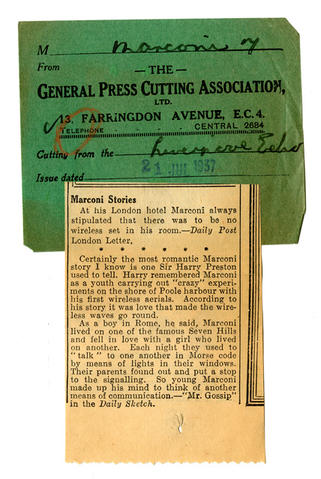 M Marconi
From
— THE —
GENERAL PRESS CUTTING ASSOCIATION,
LTD.
13, FARRINGDON AVENUE, E.C.4.
TELEPHONE CENTRAL 2684
Cutting from the Liverpool Echo
Issue dated 21 JUL 1937
Marconi Stories
At his London hotel Marconi always
stipulated that there was to be no
wireless set in his room.—Daily Post
London Letter.
* * * * * *
Certainly the most romantic Marconi
story I know is one Sir Harry Preston
used to tell. Harry remembered Marconi
as a youth carrying out "crazy" experi-
ments on the shore of Poole harbour with
his first wireless aerials. According to
his story it was love that made the wire-
less waves go round.
As a boy in Rome, he said, Marconi
lived on one of the famous Seven Hills
and fell in love with a girl who lived
on another. Each night they used to
"talk" to one another in Morse code
by means of lights in their windows.
Their parents found out and put a stop
to the signalling. So young Marconi
made up his mind to think of another
means of communication.—"Mr. Gossip"
in the Daily Sketch.